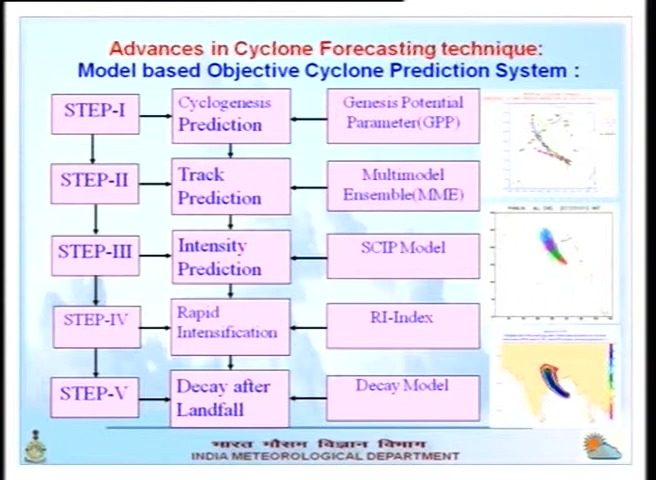 Advances in Cyclone Forecasting technique:
Model based Objective Cyclone Prediction System :
STEP-I
Cyclogenesis
Prediction
Genesis Potential
Parameter(GPP)
STEP-II
Track
Prediction
Multimodel
Ensemble(MME)
STEP-III
Intensity
Prediction
SCIP Model
STEP-IV
Rapid
Intensification
RI-Index
STEP-V
Decay after
Landfall
Decay Model
भारत मौसम विज्ञान विभाग
INDIA METEOROLOGICAL DEPARTMENT